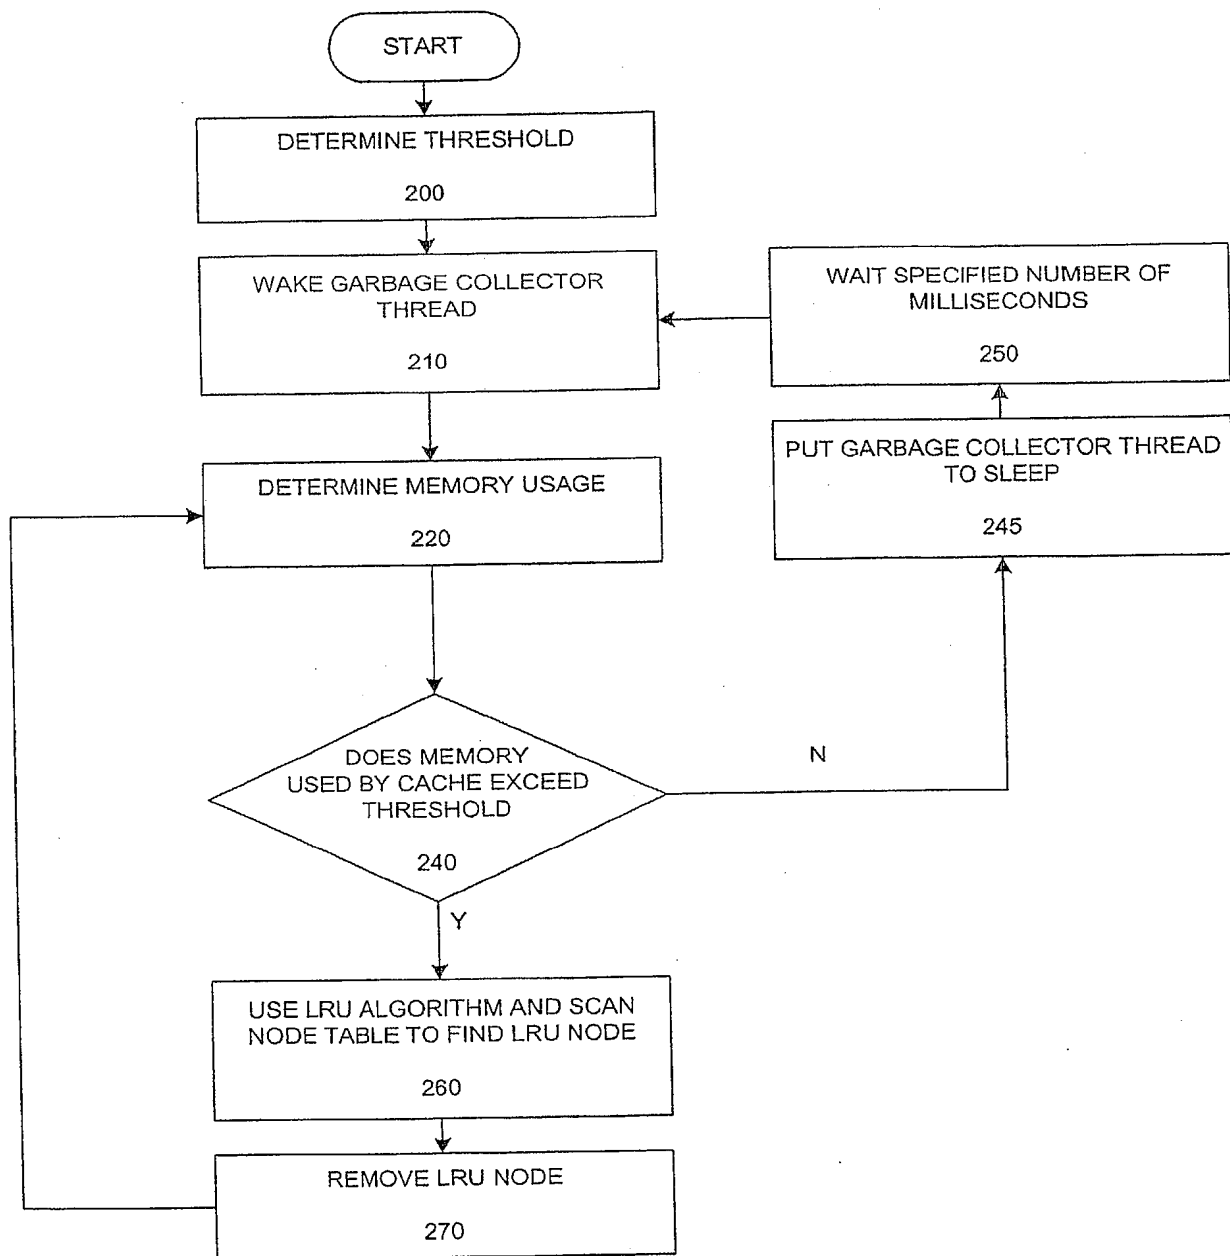 START
DETERMINE THRESHOLD
200
WAKE GARBAGE COLLECTOR
THREAD
210
WAIT SPECIFIED NUMBER OF
MILLISECONDS
250
PUT GARBAGE COLLECTOR THREAD
TO SLEEP
245
DETERMINE MEMORY USAGE
220
DOES MEMORY
USED BY CACHE EXCEED
THRESHOLD
240
N
Y
USE LRU ALGORITHM AND SCAN
NODE TABLE TO FIND LRU NODE
260
REMOVE LRU NODE
270